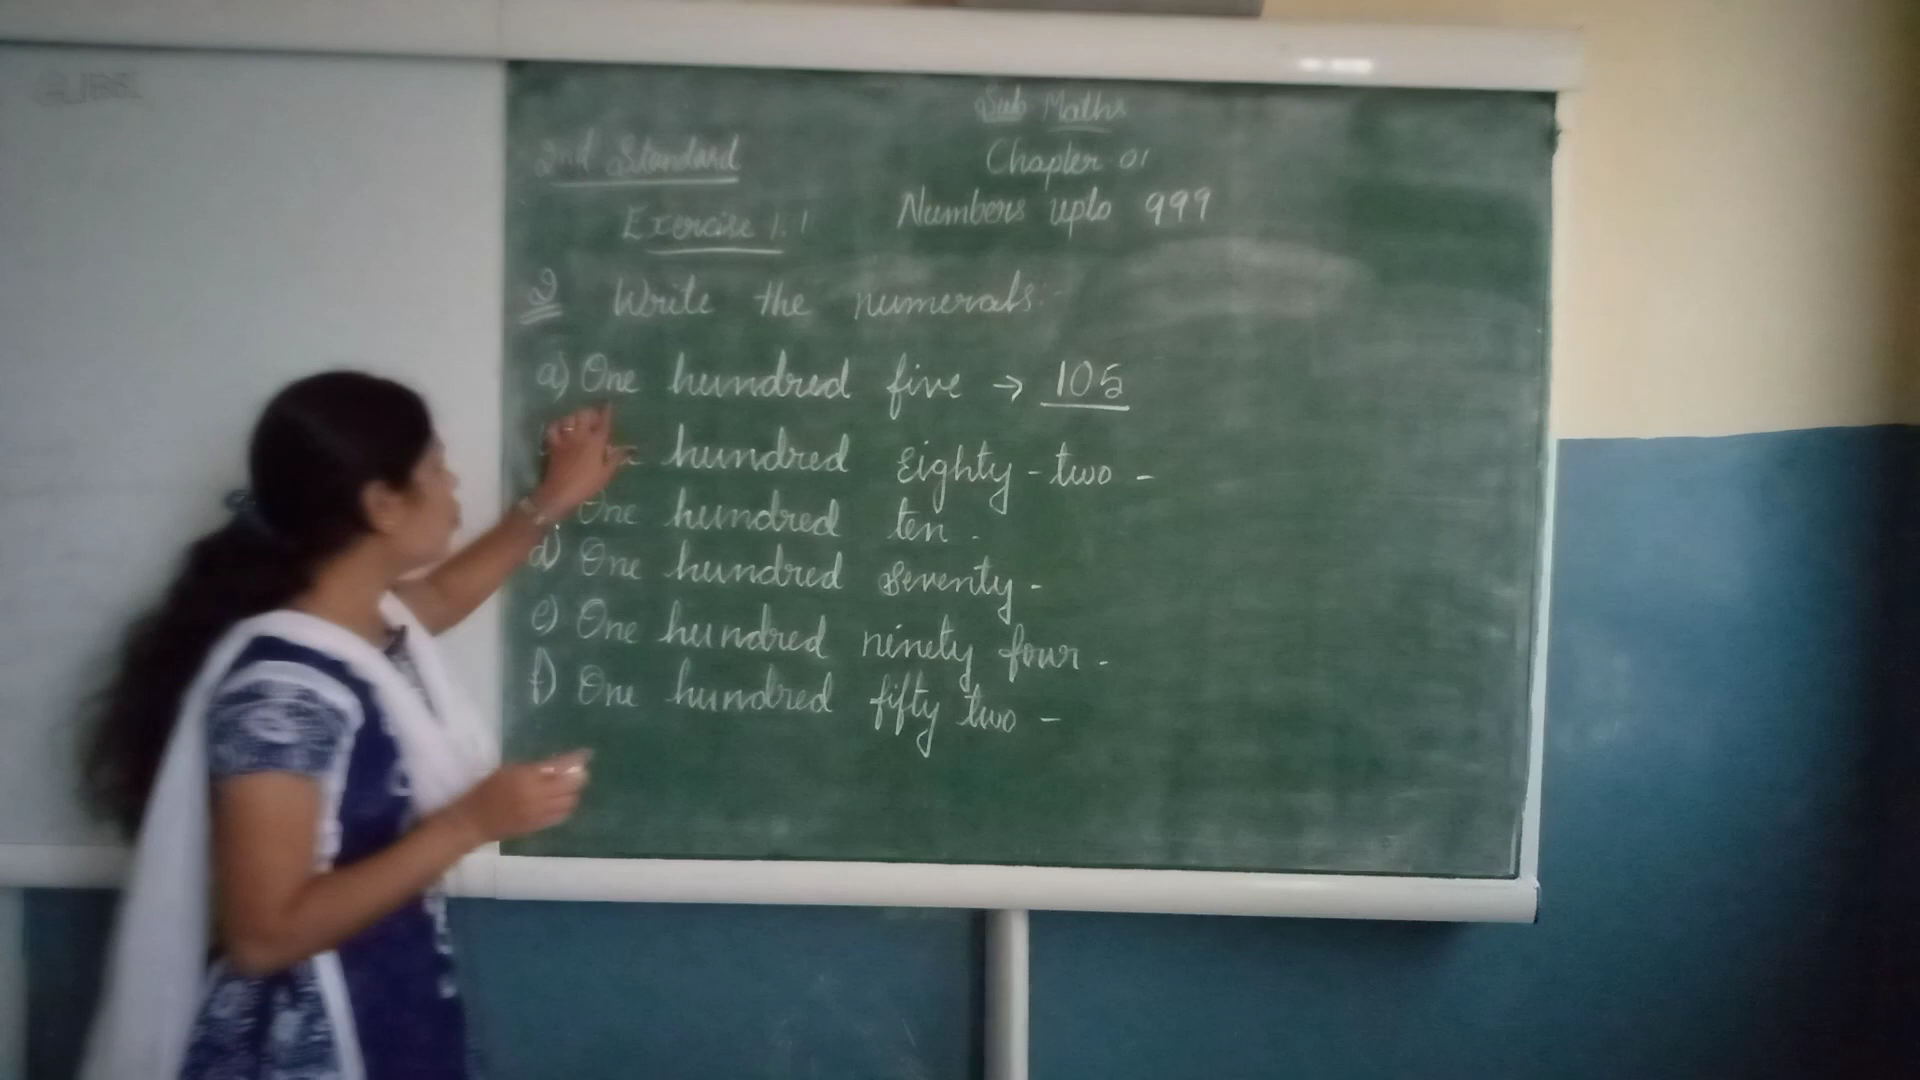 Sub Maths
2nd Standard
Chapter 01
Exercise 1.1
Numbers upto 999
Q Write the numerals:-
a) One hundred five → 105
hundred Eighty-two -
One hundred ten -
d) One hundred seventy -
e) One hundred ninety four -
f) One hundred fifty two -